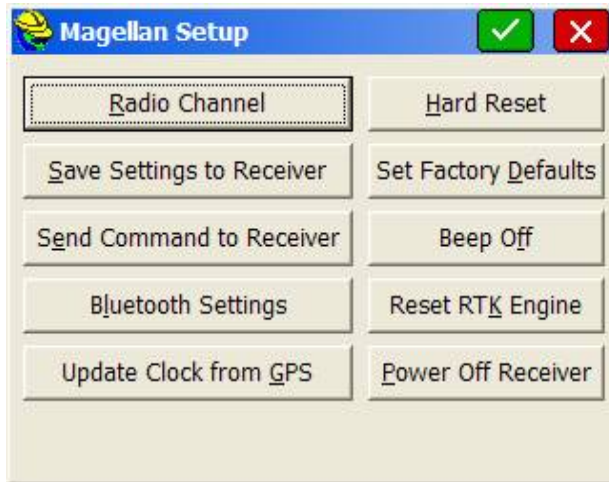 Magellan Setup
Radio Channel
Hard Reset
Save Settings to Receiver
Set Factory Defaults
Send Command to Receiver
Beep Off
Bluetooth Settings
Reset RTK Engine
Update Clock from GPS
Power Off Receiver